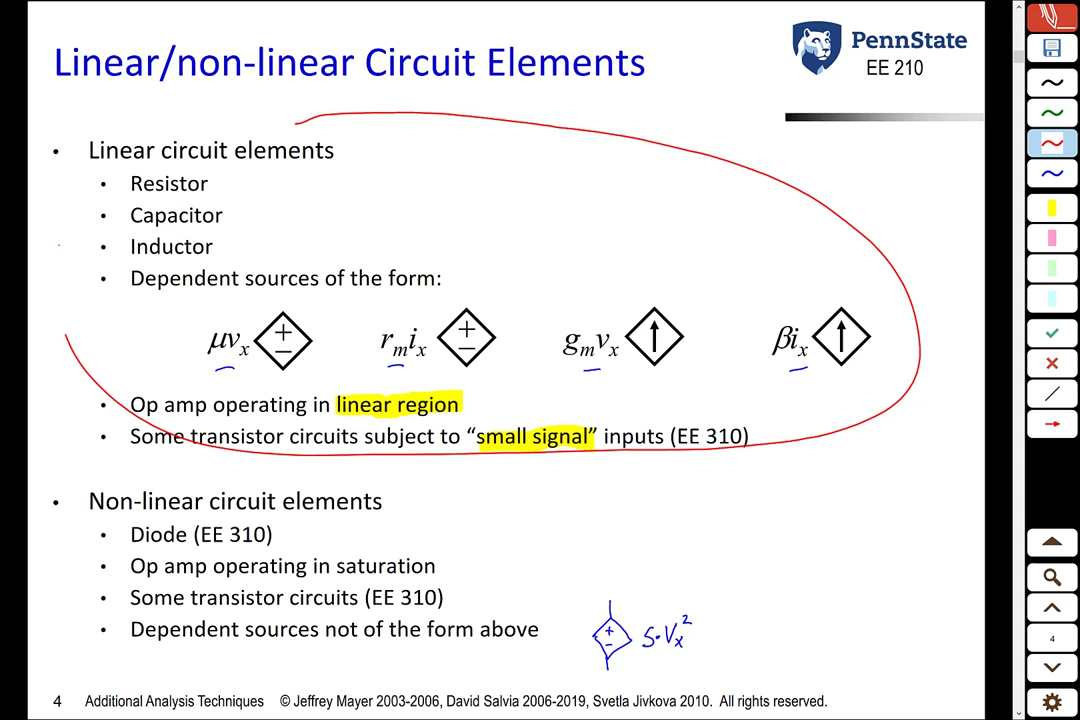 Linear/non-linear Circuit Elements
PennState
EE 210
• Linear circuit elements
• Resistor
• Capacitor
• Inductor
• Dependent sources of the form:
μvₓ + −
rₘiₓ + −
gₘvₓ
βiₓ
• Op amp operating in linear region
• Some transistor circuits subject to “small signal” inputs (EE 310)
• Non-linear circuit elements
• Diode (EE 310)
• Op amp operating in saturation
• Some transistor circuits (EE 310)
• Dependent sources not of the form above
+ − 5·Vₓ²
4 Additional Analysis Techniques © Jeffrey Mayer 2003-2006, David Salvia 2006-2019, Svetla Jivkova 2010. All rights reserved.
4